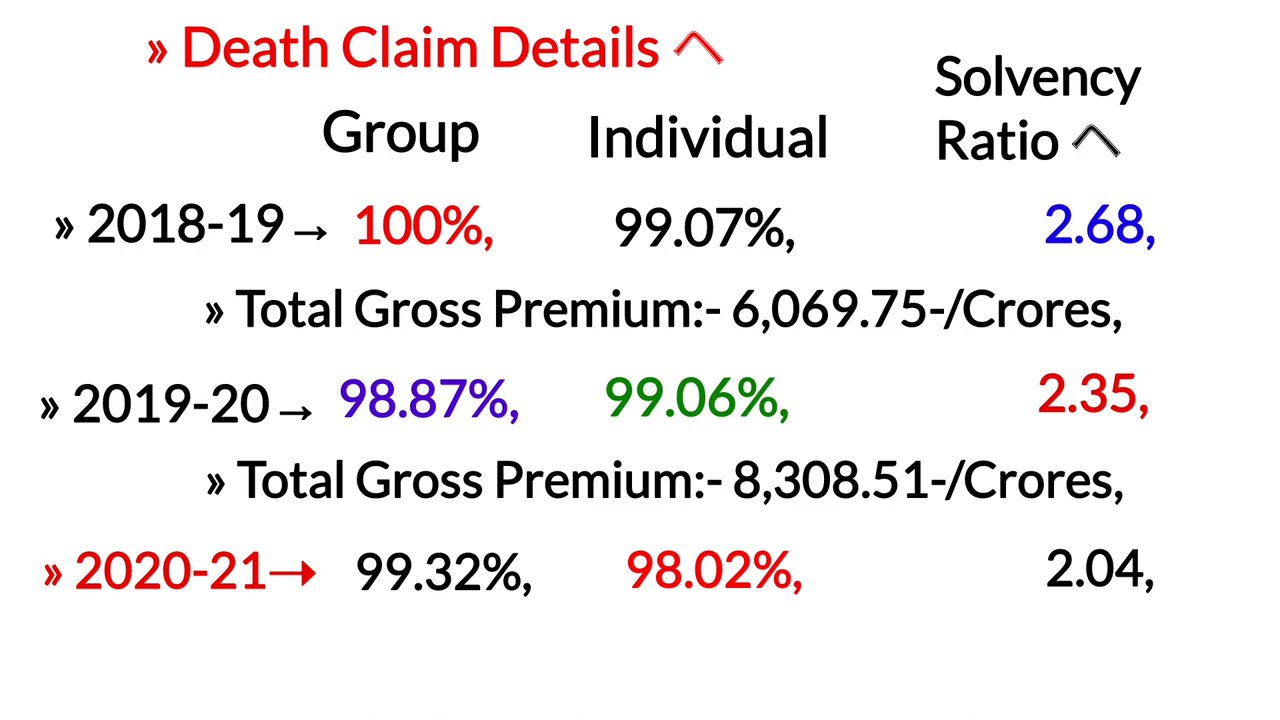 » Death Claim Details
Group Individual Solvency Ratio
» 2018-19→ 100%, 99.07%, 2.68,
» Total Gross Premium:- 6,069.75-/Crores,
» 2019-20→ 98.87%, 99.06%, 2.35,
» Total Gross Premium:- 8,308.51-/Crores,
» 2020-21→ 99.32%, 98.02%, 2.04,